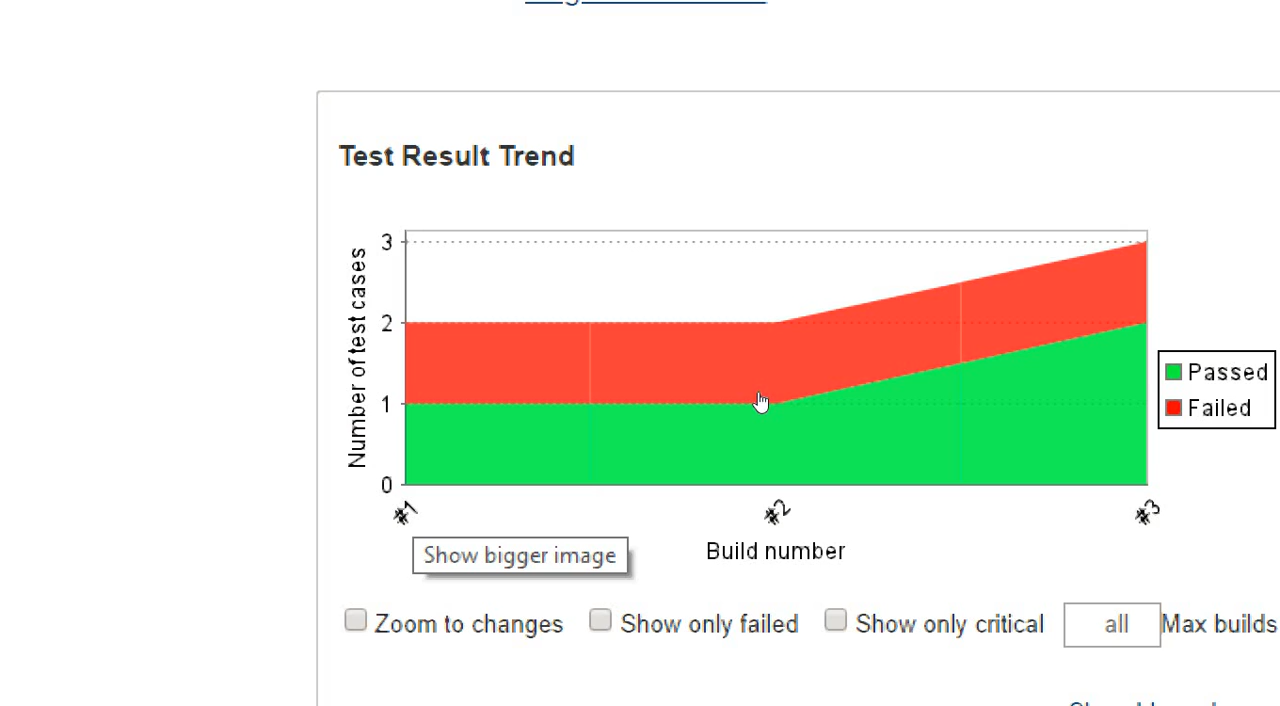 Test Result Trend
Number of test cases
3
2
1
0
Passed
Failed
#1
#2
#3
Build number
Show bigger image
Zoom to changes
Show only failed
Show only critical
all
Max builds